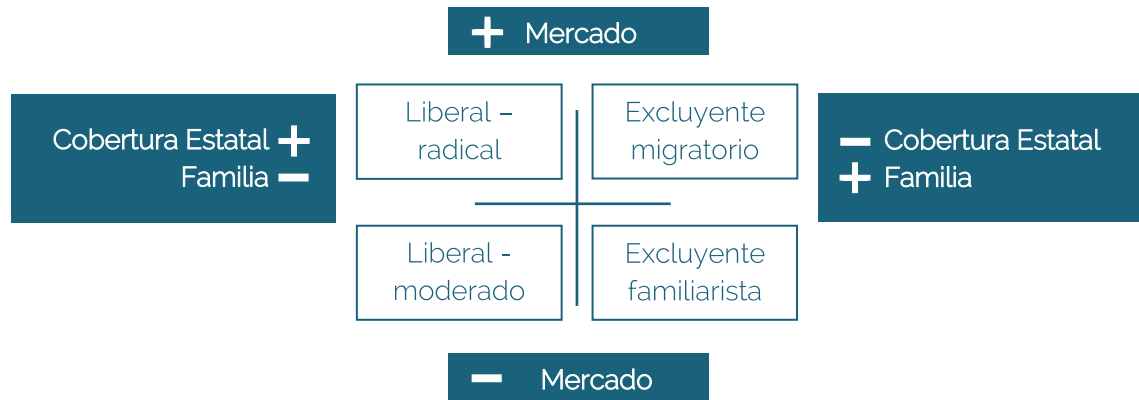 + Mercado
Cobertura Estatal +
Familia –
Liberal –
radical
Excluyente
migratorio
– Cobertura Estatal
+ Familia
Liberal -
moderado
Excluyente
familiarista
– Mercado